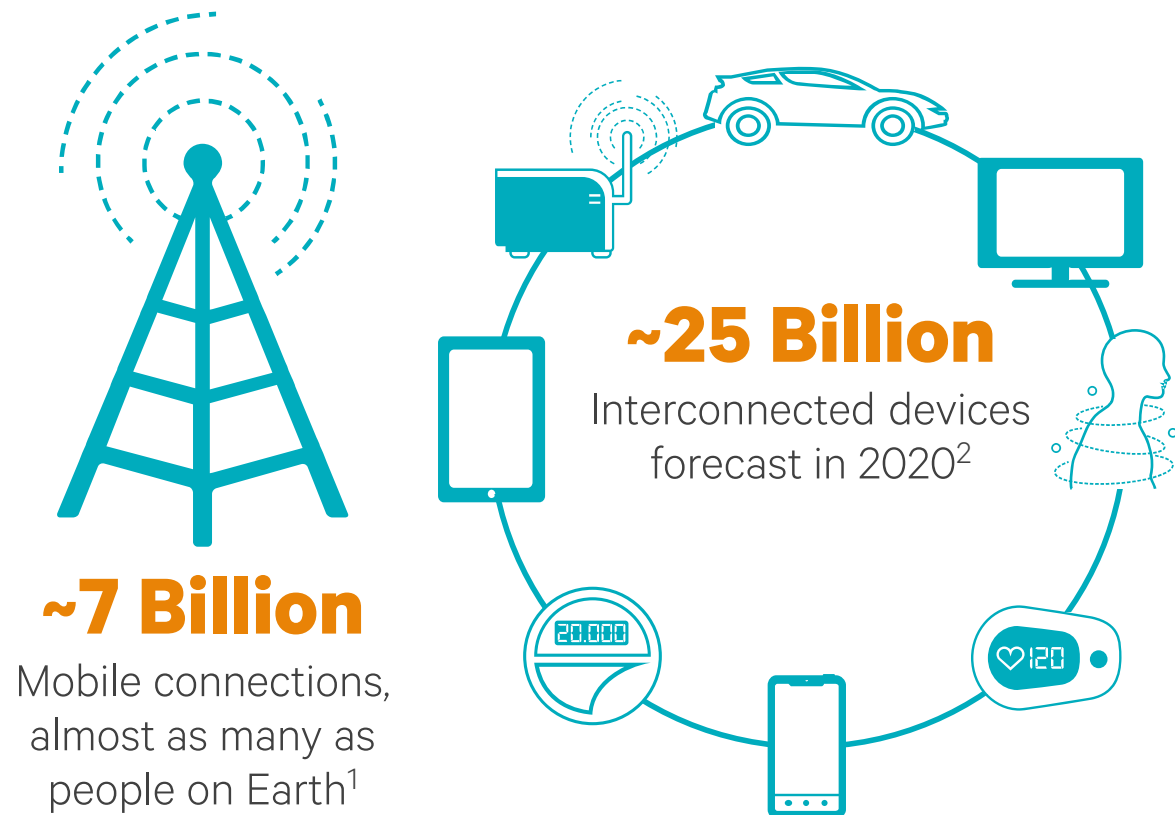 ~7 Billion
Mobile connections,
almost as many as
people on Earth¹
~25 Billion
Interconnected devices
forecast in 2020²
20.000
120